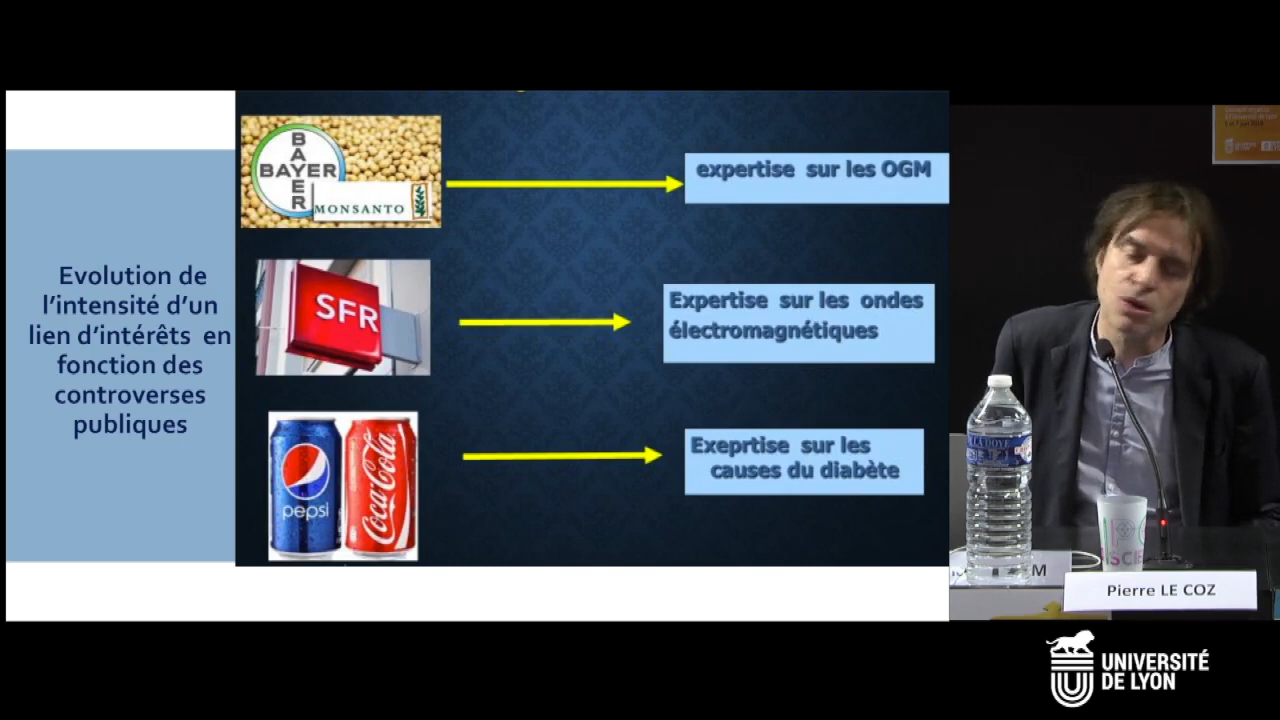 Evolution de
l’intensité d’un
lien d’intérêts en
fonction des
controverses
publiques
BAYER
BAYER
MONSANTO
expertise sur les OGM
SFR
Expertise sur les ondes
électromagnétiques
pepsi
Coca-Cola
Exeprtise sur les
causes du diabète
Pierre LE COZ
UNIVERSITÉ
DE LYON